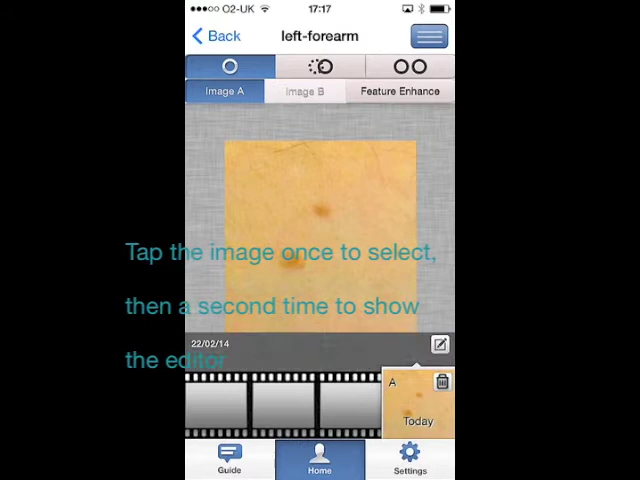 O2-UK 17:17
Back left-forearm
Image A Image B Feature Enhance
Tap the image once to select,
then a second time to show
22/02/14
the editor
A
Today
Guide Home Settings